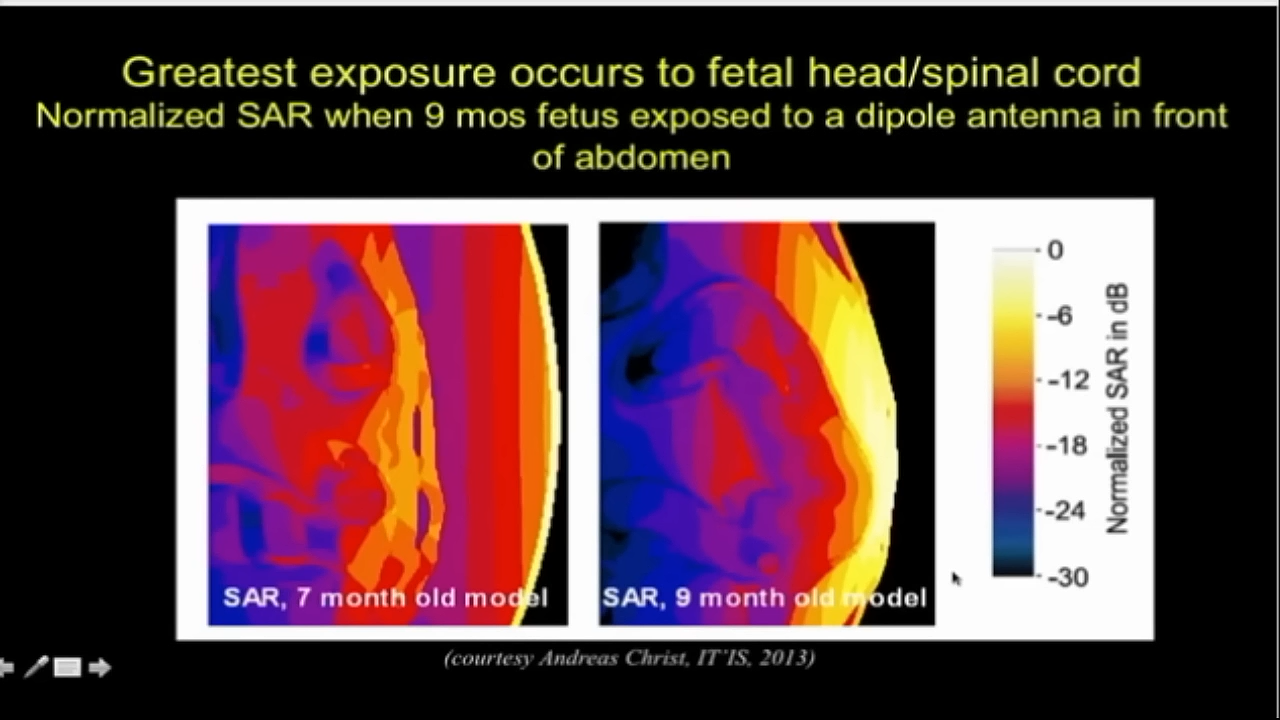 Greatest exposure occurs to fetal head/spinal cord
Normalized SAR when 9 mos fetus exposed to a dipole antenna in front
of abdomen
0
-6
-12
-18
-24
-30
Normalized SAR in dB
SAR, 7 month old model
SAR, 9 month old model
(courtesy Andreas Christ, IT'IS, 2013)